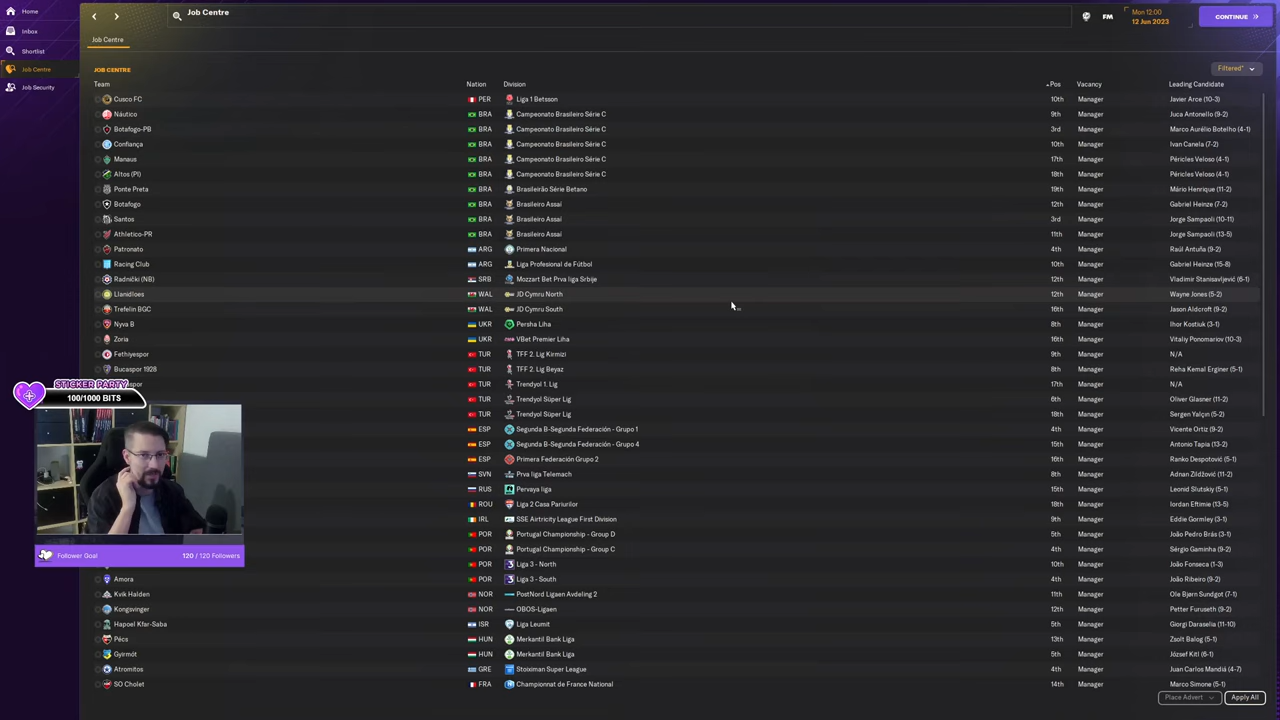 Home
Inbox
Shortlist
Job Centre
Job Security
Job Centre
FM
Mon 12:00
12 Jun 2023
CONTINUE
Job Centre
JOB CENTRE
Filtered*
Team Nation Division Pos Vacancy Leading Candidate
Cusco FC PER Liga 1 Betsson 10th Manager Javier Arce (10-3)
Náutico BRA Campeonato Brasileiro Série C 9th Manager Juca Antonello (9-2)
Botafogo-PB BRA Campeonato Brasileiro Série C 3rd Manager Marco Aurélio Botelho (4-1)
Confiança BRA Campeonato Brasileiro Série C 10th Manager Ivan Canela (7-2)
Manaus BRA Campeonato Brasileiro Série C 17th Manager Péricles Veloso (4-1)
Altos (PI) BRA Campeonato Brasileiro Série C 18th Manager Péricles Veloso (4-1)
Ponte Preta BRA Brasileirão Série Betano 19th Manager Mário Henrique (11-2)
Botafogo BRA Brasileiro Assaí 12th Manager Gabriel Heinze (7-2)
Santos BRA Brasileiro Assaí 3rd Manager Jorge Sampaoli (10-11)
Athletico-PR BRA Brasileiro Assaí 11th Manager Jorge Sampaoli (13-5)
Patronato ARG Primera Nacional 4th Manager Raúl Antuña (9-2)
Racing Club ARG Liga Profesional de Fútbol 10th Manager Gabriel Heinze (15-8)
Radnički (NB) SRB Mozzart Bet Prva liga Srbije 12th Manager Vladimir Stanisavljević (6-1)
Llanidloes WAL JD Cymru North 12th Manager Wayne Jones (5-2)
Trefelin BGC WAL JD Cymru South 16th Manager Jason Aldcroft (9-2)
Nyva B UKR Persha Liha 8th Manager Ihor Kostiuk (3-1)
Zoria UKR VBet Premier Liha 16th Manager Vitaliy Ponomariov (10-3)
Fethiyespor TUR TFF 2. Lig Kirmizi 9th Manager N/A
Bucaspor 1928 TUR TFF 2. Lig Beyaz 8th Manager Reha Kemal Erginer (5-1)
spor TUR Trendyol 1. Lig 17th Manager N/A
TUR Trendyol Süper Lig 6th Manager Oliver Glasner (11-2)
TUR Trendyol Süper Lig 18th Manager Sergen Yalçin (5-2)
ESP Segunda B-Segunda Federación - Grupo 1 4th Manager Vicente Ortiz (9-2)
ESP Segunda B-Segunda Federación - Grupo 4 15th Manager Antonio Tapia (13-2)
ESP Primera Federación Grupo 2 16th Manager Ranko Despotović (5-1)
SVN Prva liga Telemach 8th Manager Adnan Zildžović (11-2)
RUS Pervaya liga 15th Manager Leonid Slutskiy (5-1)
ROU Liga 2 Casa Pariurilor 18th Manager Iordan Eftimie (13-5)
IRL SSE Airtricity League First Division 9th Manager Eddie Gormley (3-1)
POR Portugal Championship - Group D 5th Manager João Pedro Brás (3-1)
POR Portugal Championship - Group C 4th Manager Sérgio Gaminha (9-2)
POR Liga 3 - North 10th Manager João Fonseca (1-3)
Amora POR Liga 3 - South 4th Manager João Ribeiro (9-2)
Kvik Halden NOR PostNord Ligaen Avdeling 2 11th Manager Ole Bjørn Sundgot (7-1)
Kongsvinger NOR OBOS-Ligaen 12th Manager Petter Furuseth (9-2)
Hapoel Kfar-Saba ISR Liga Leumit 5th Manager Giorgi Daraselia (11-10)
Pécs HUN Merkantil Bank Liga 13th Manager Zsolt Balog (5-1)
Gyirmót HUN Merkantil Bank Liga 5th Manager József Kitl (6-1)
Atromitos GRE Stoiximan Super League 4th Manager Juan Carlos Mandiá (4-7)
SO Cholet FRA Championnat de France National 14th Manager Marco Simone (5-1)
Place Advert
Apply All
STICKER PARTY
100/1000 BITS
Follower Goal 120 / 120 Followers